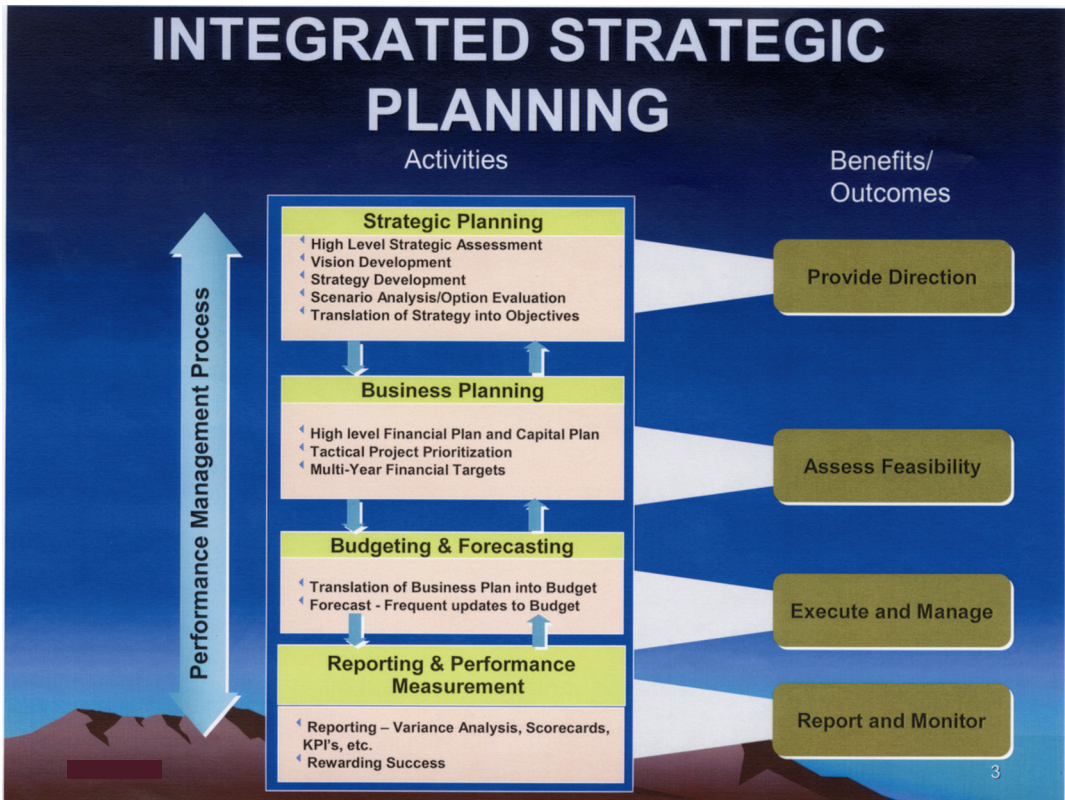 INTEGRATED STRATEGIC
PLANNING
Activities
Benefits/
Outcomes
Performance Management Process
Strategic Planning
High Level Strategic Assessment
Vision Development
Strategy Development
Scenario Analysis/Option Evaluation
Translation of Strategy into Objectives
Provide Direction
Business Planning
High level Financial Plan and Capital Plan
Tactical Project Prioritization
Multi-Year Financial Targets
Assess Feasibility
Budgeting & Forecasting
Translation of Business Plan into Budget
Forecast - Frequent updates to Budget
Execute and Manage
Reporting & Performance
Measurement
Reporting – Variance Analysis, Scorecards,
KPI's, etc.
Rewarding Success
Report and Monitor
3